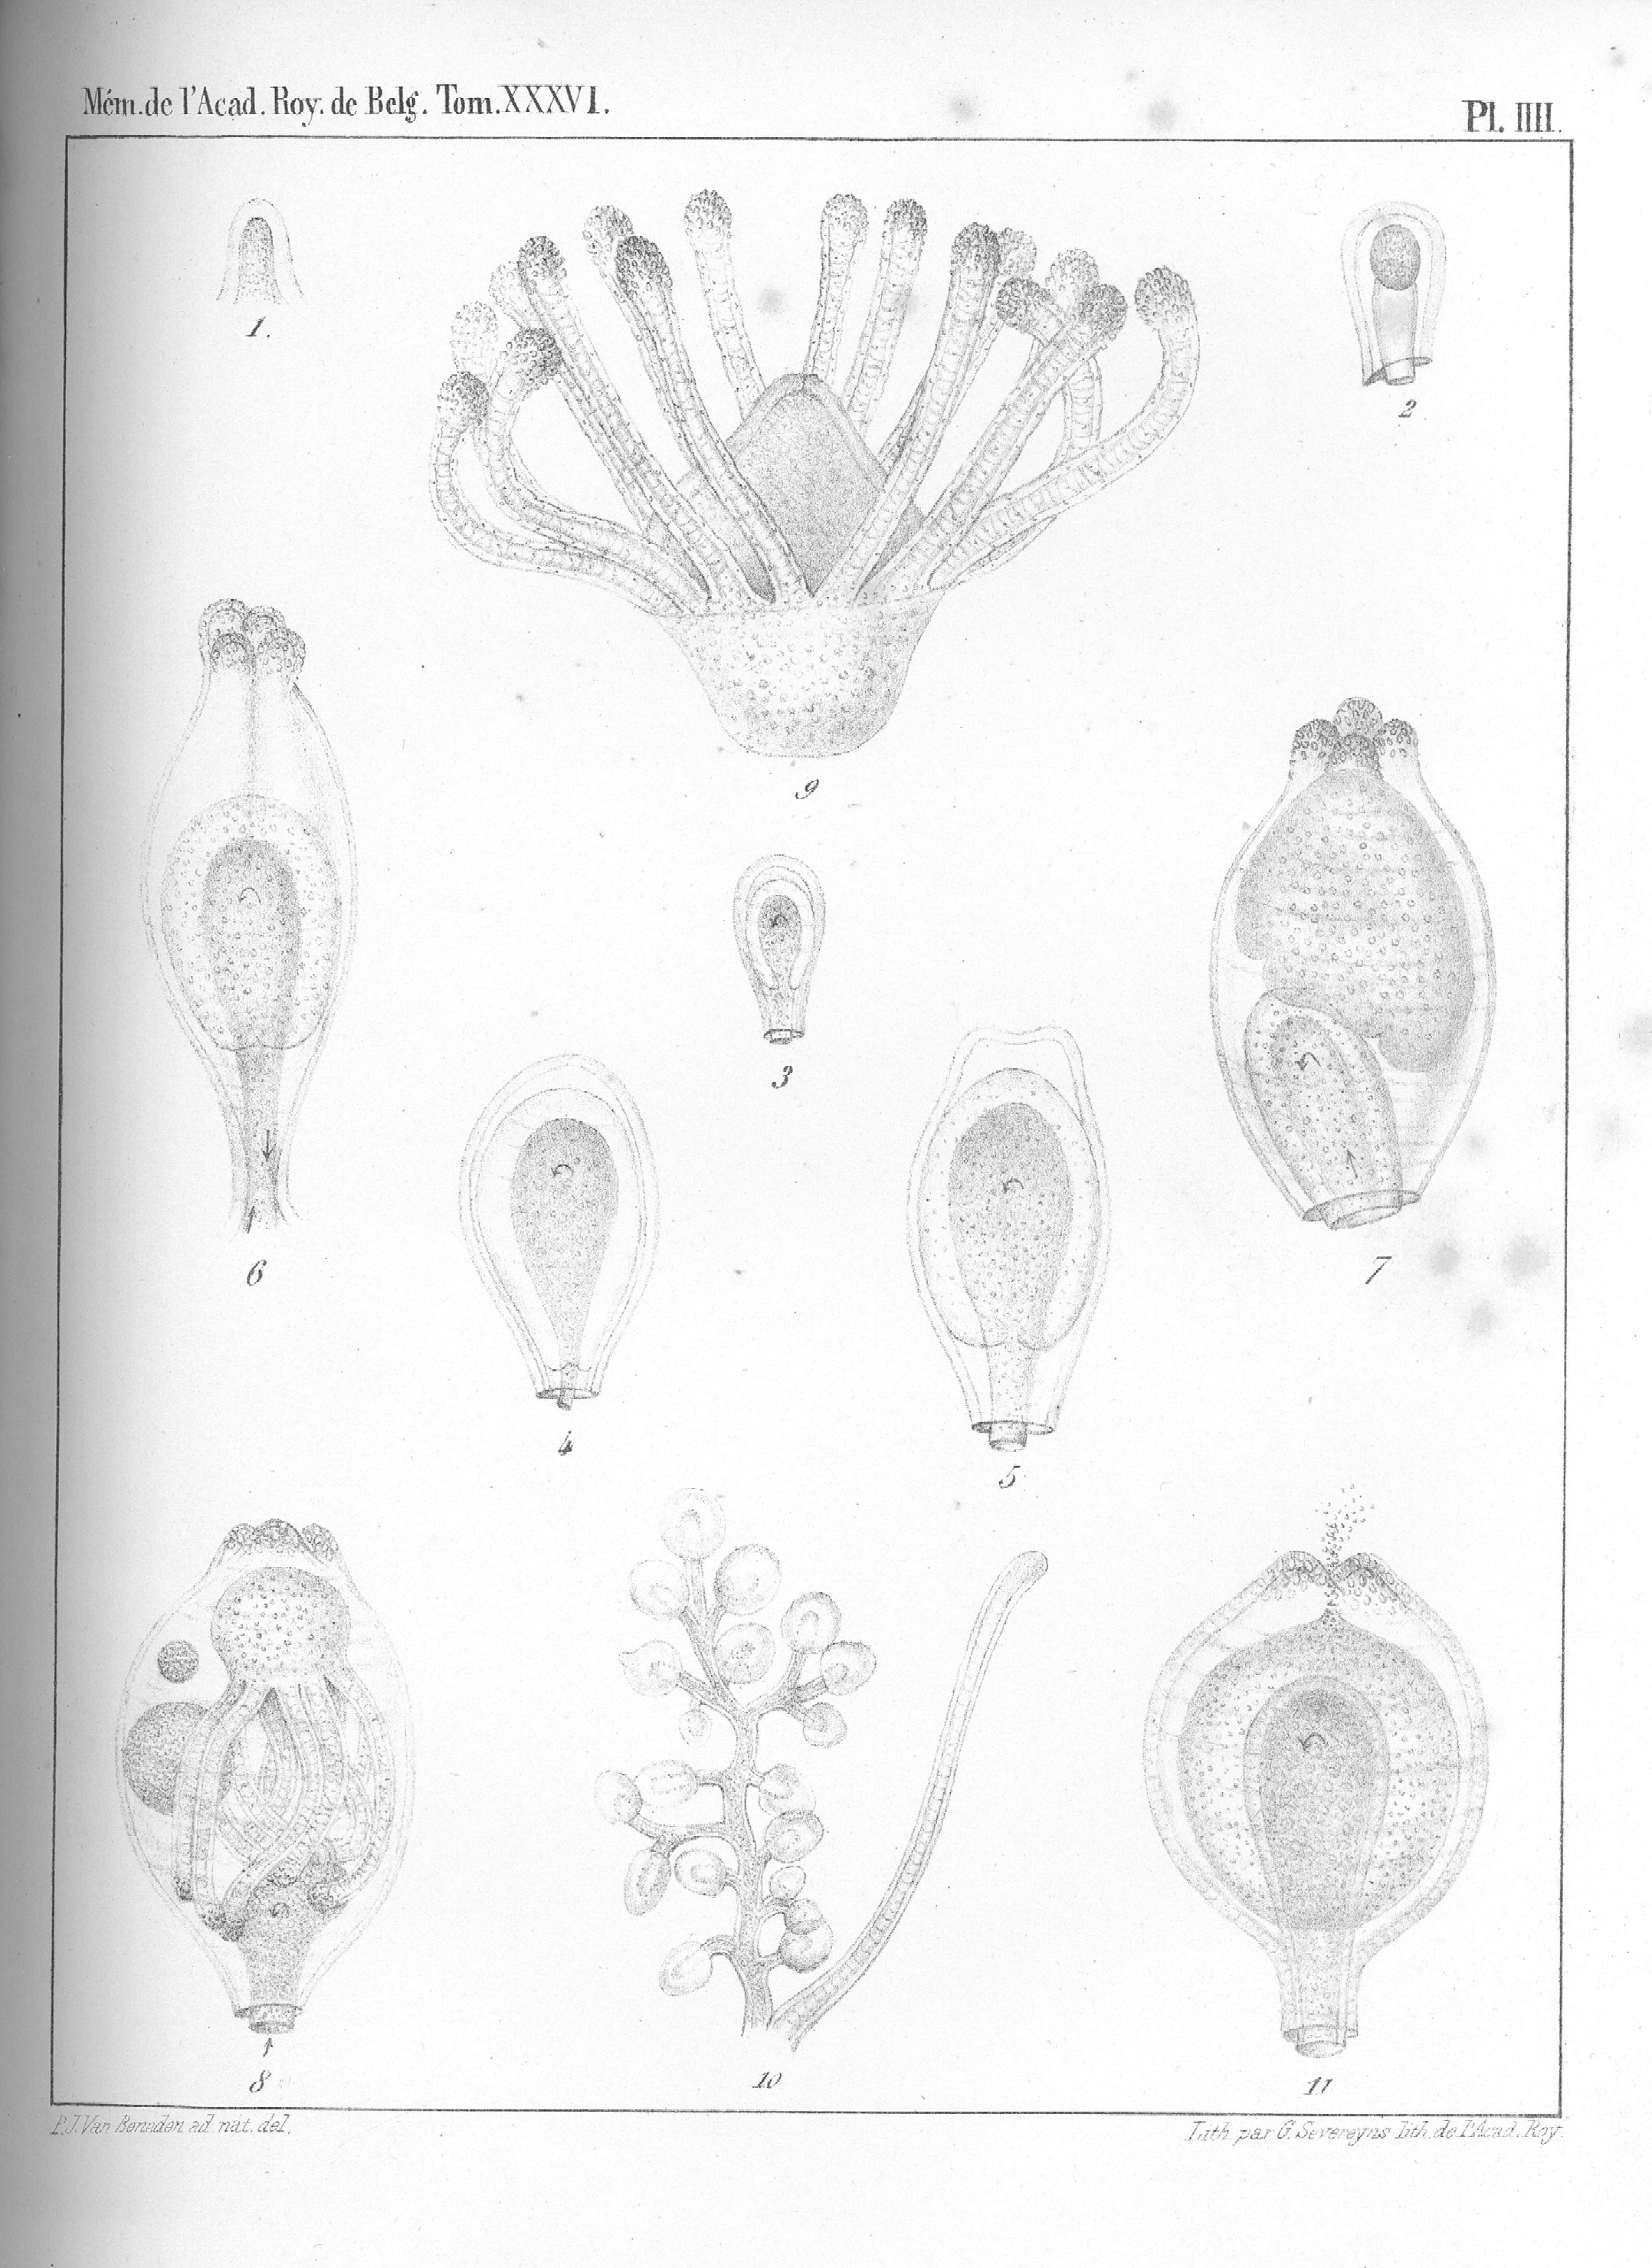 Mém. de l'Acad. Roy. de Belg. Tom. XXXVI.
Pl. IIII.
1.
2
9
3
6
7
4
5
8
10
11
P.J. Van Beneden ad. nat. del.
Lith par G. Severeyns lith. de l'Acad. Roy.